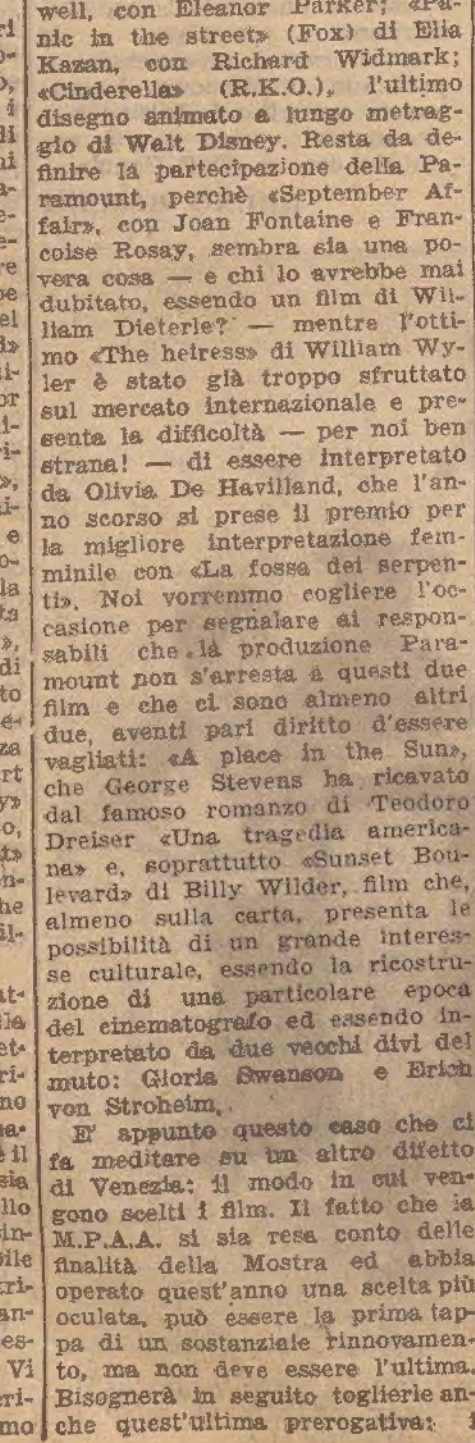 well, con Eleanor Parker; «Pa-
nic in the street» (Fox) di Elia
Kazan, con Richard Widmark;
«Cinderella» (R.K.O.), l'ultimo
disegno animato a lungo metrag-
gio di Walt Disney. Resta da de-
finire la partecipazione della Pa-
ramount, perchè «September Af-
fair», con Joan Fontaine e Fran-
coise Rosay, sembra sia una po-
vera cosa — e chi lo avrebbe mai
dubitato, essendo un film di Wil-
liam Dieterle? — mentre l'otti-
mo «The heiress» di William Wy-
ler è stato già troppo sfruttato
sul mercato internazionale e pre-
senta la difficoltà — per noi ben
strana! — di essere interpretato
da Olivia De Havilland, che l'an-
no scorso si prese il premio per
la migliore interpretazione fem-
minile con «La fossa dei serpen-
ti». Noi vorremmo cogliere l'oc-
casione per segnalare ai respon-
sabili che la produzione Para-
mount non s'arresta a questi due
film e che ci sono almeno altri
due, aventi pari diritto d'essere
vagliati: «A place in the Sun»,
che George Stevens ha ricavato
dal famoso romanzo di Teodoro
Dreiser «Una tragedia america-
na» e, soprattutto «Sunset Bou-
levard» di Billy Wilder, film che,
almeno sulla carta, presenta le
possibilità di un grande interes-
se culturale, essendo la ricostru-
zione di una particolare epoca
del cinematografo ed essendo in-
terpretato da due vecchi divi del
muto: Gloria Swanson e Erich
von Stroheim.
E' appunto questo caso che ci
fa meditare su un altro difetto
di Venezia: il modo in cui ven-
gono scelti i film. Il fatto che la
M.P.A.A. si sia resa conto delle
finalità della Mostra ed abbia
operato quest'anno una scelta più
oculata, può essere la prima tap-
pa di un sostanziale rinnovamen-
to, ma non deve essere l'ultima.
Bisognerà in seguito toglierle an-
che quest'ultima prerogativa: i